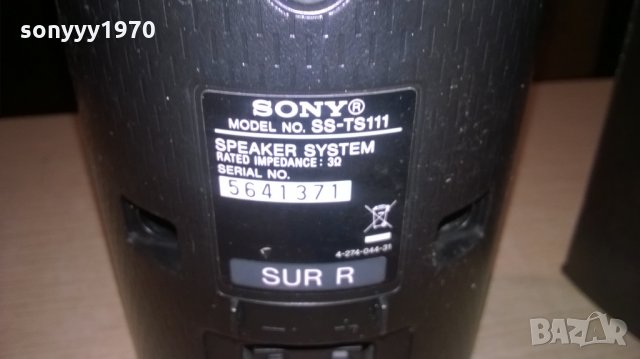 sonyyy1970
SONY®
MODEL NO. SS-TS111
SPEAKER SYSTEM
RATED IMPEDANCE: 3Ω
SERIAL NO.
5641371
4-274-044-31
SUR R
BAZAR